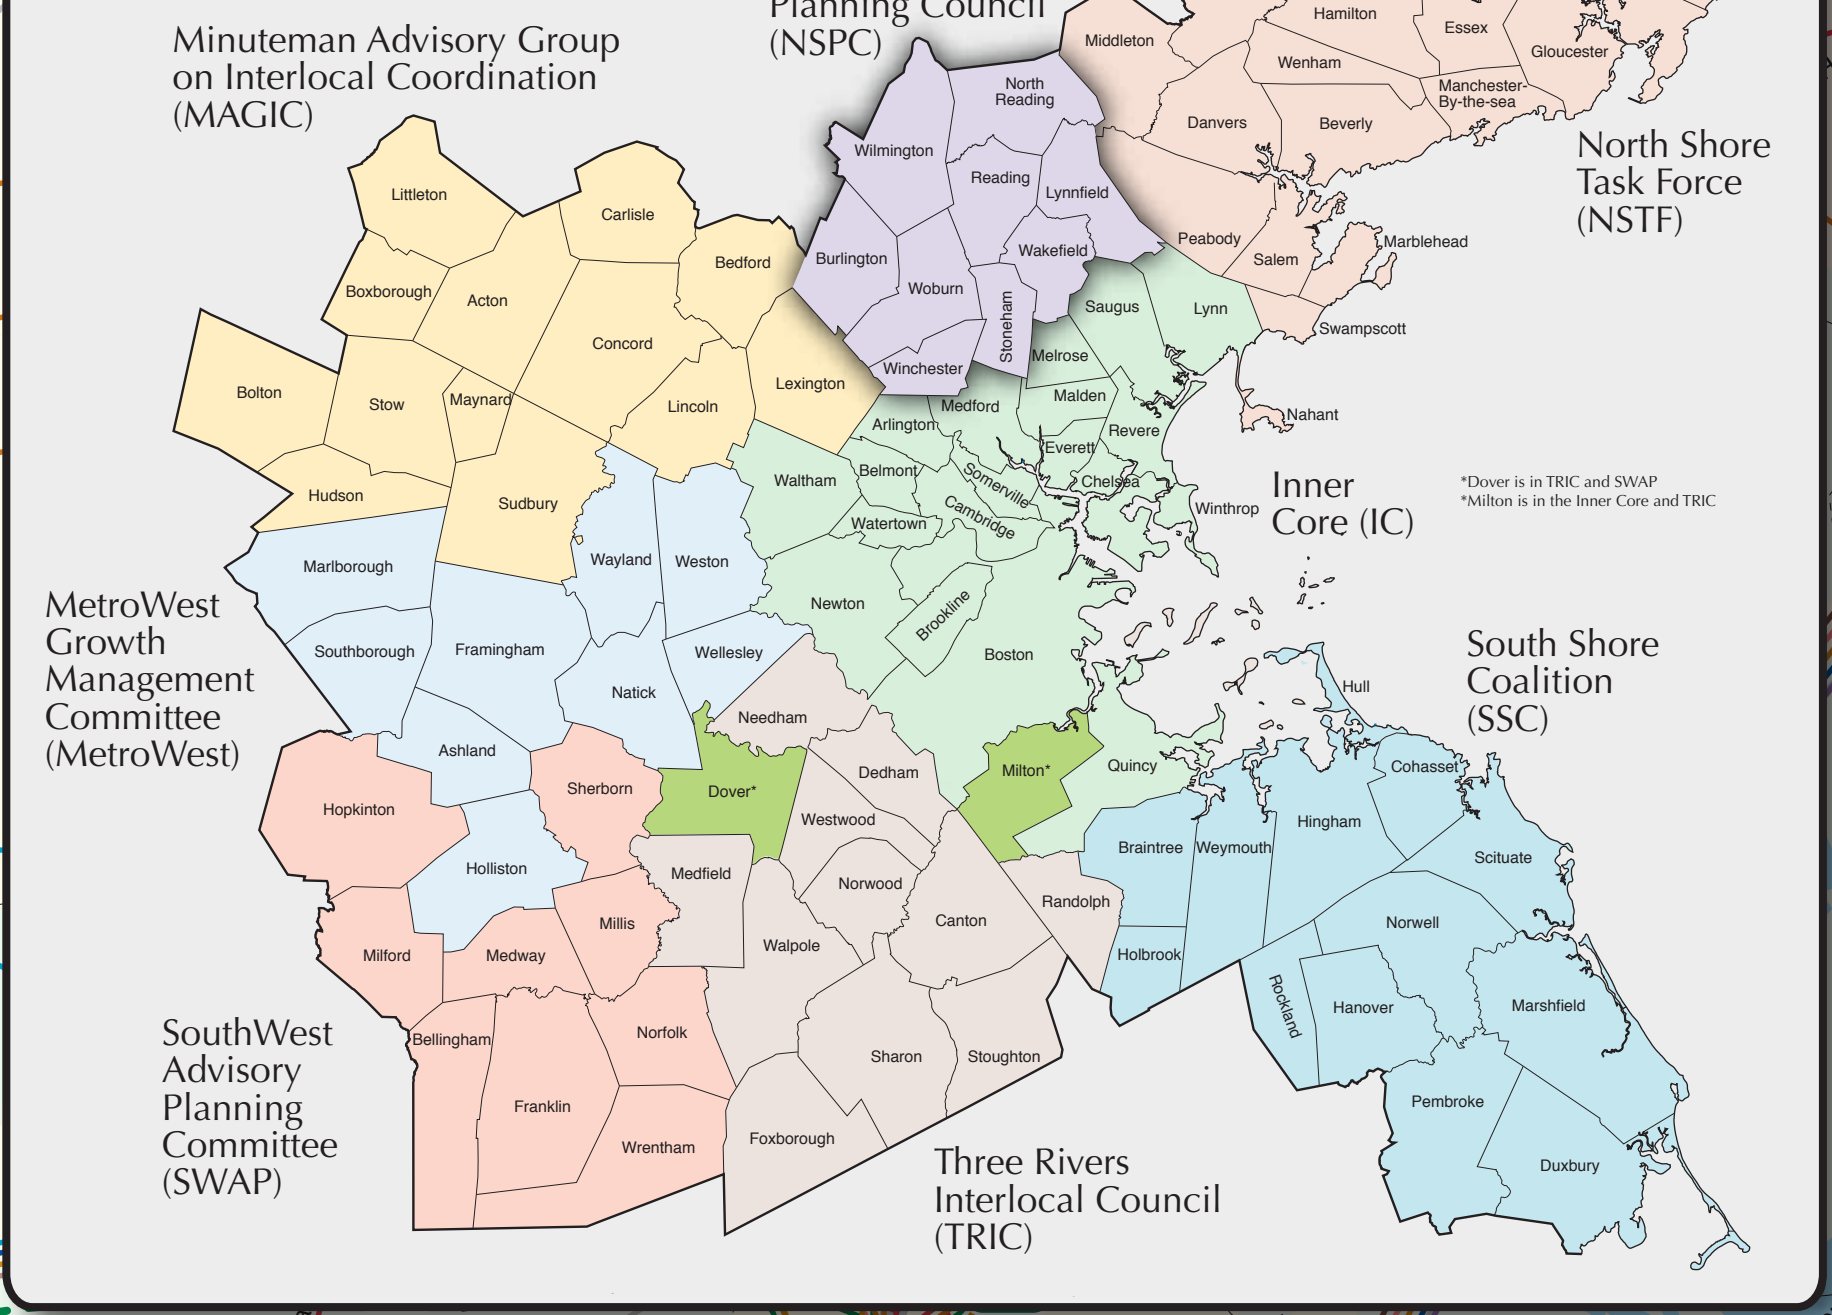 Planning Council
(NSPC)
Minuteman Advisory Group
on Interlocal Coordination
(MAGIC)
North Shore
Task Force
(NSTF)
Inner
Core (IC)
*Dover is in TRIC and SWAP
*Milton is in the Inner Core and TRIC
MetroWest
Growth
Management
Committee
(MetroWest)
South Shore
Coalition
(SSC)
SouthWest
Advisory
Planning
Committee
(SWAP)
Three Rivers
Interlocal Council
(TRIC)
Hamilton
Essex
Gloucester
Middleton
Wenham
Manchester-
By-the-sea
Danvers
Beverly
Peabody
Salem
Marblehead
Swampscott
Nahant
North
Reading
Wilmington
Reading
Lynnfield
Wakefield
Burlington
Woburn
Stoneham
Winchester
Littleton
Carlisle
Bedford
Boxborough
Acton
Concord
Bolton
Stow
Maynard
Lincoln
Lexington
Hudson
Sudbury
Saugus
Lynn
Melrose
Malden
Medford
Arlington
Revere
Everett
Belmont
Somerville
Chelsea
Waltham
Watertown
Cambridge
Winthrop
Newton
Brookline
Boston
Quincy
Milton*
Marlborough
Wayland
Weston
Southborough
Framingham
Wellesley
Natick
Ashland
Holliston
Hopkinton
Sherborn
Dover*
Milford
Medway
Millis
Bellingham
Franklin
Norfolk
Wrentham
Needham
Dedham
Westwood
Medfield
Norwood
Walpole
Canton
Randolph
Sharon
Stoughton
Foxborough
Hull
Cohasset
Hingham
Braintree
Weymouth
Scituate
Norwell
Holbrook
Rockland
Hanover
Marshfield
Pembroke
Duxbury